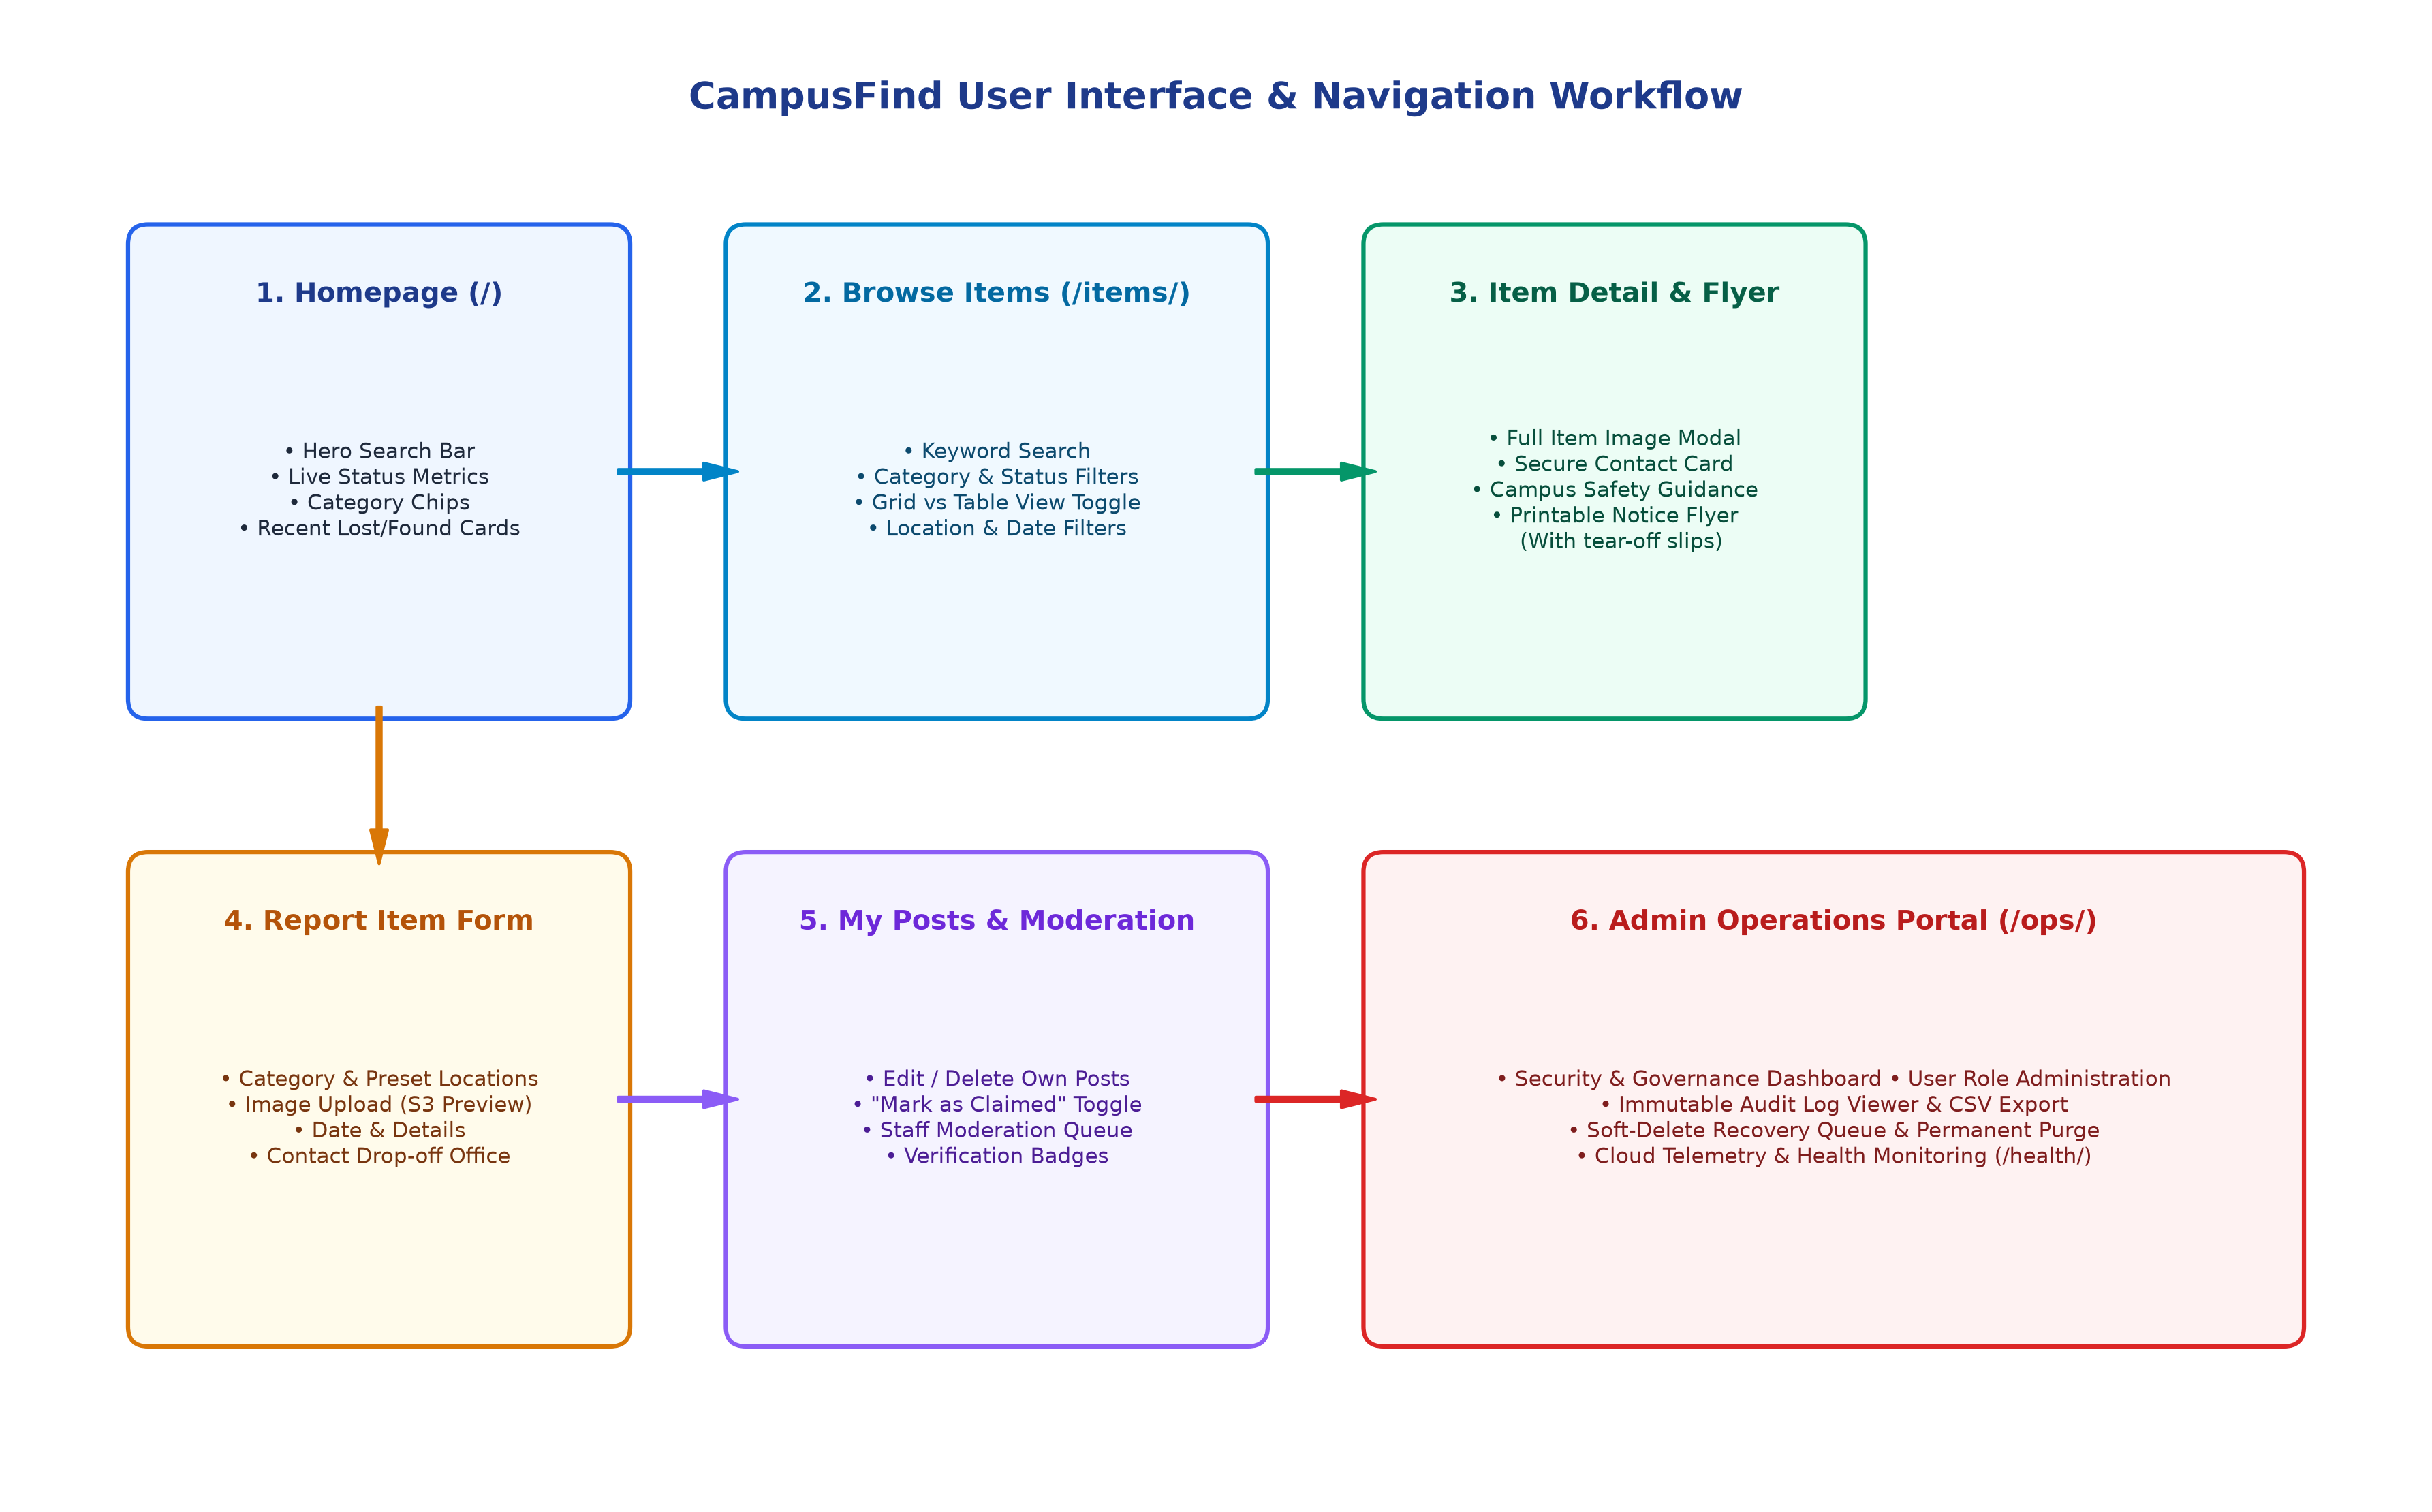 CampusFind User Interface & Navigation Workflow
1. Homepage (/)
• Hero Search Bar
• Live Status Metrics
• Category Chips
• Recent Lost/Found Cards
2. Browse Items (/items/)
• Keyword Search
• Category & Status Filters
• Grid vs Table View Toggle
• Location & Date Filters
3. Item Detail & Flyer
• Full Item Image Modal
• Secure Contact Card
• Campus Safety Guidance
• Printable Notice Flyer
(With tear-off slips)
4. Report Item Form
• Category & Preset Locations
• Image Upload (S3 Preview)
• Date & Details
• Contact Drop-off Office
5. My Posts & Moderation
• Edit / Delete Own Posts
• "Mark as Claimed" Toggle
• Staff Moderation Queue
• Verification Badges
6. Admin Operations Portal (/ops/)
• Security & Governance Dashboard • User Role Administration
• Immutable Audit Log Viewer & CSV Export
• Soft-Delete Recovery Queue & Permanent Purge
• Cloud Telemetry & Health Monitoring (/health/)